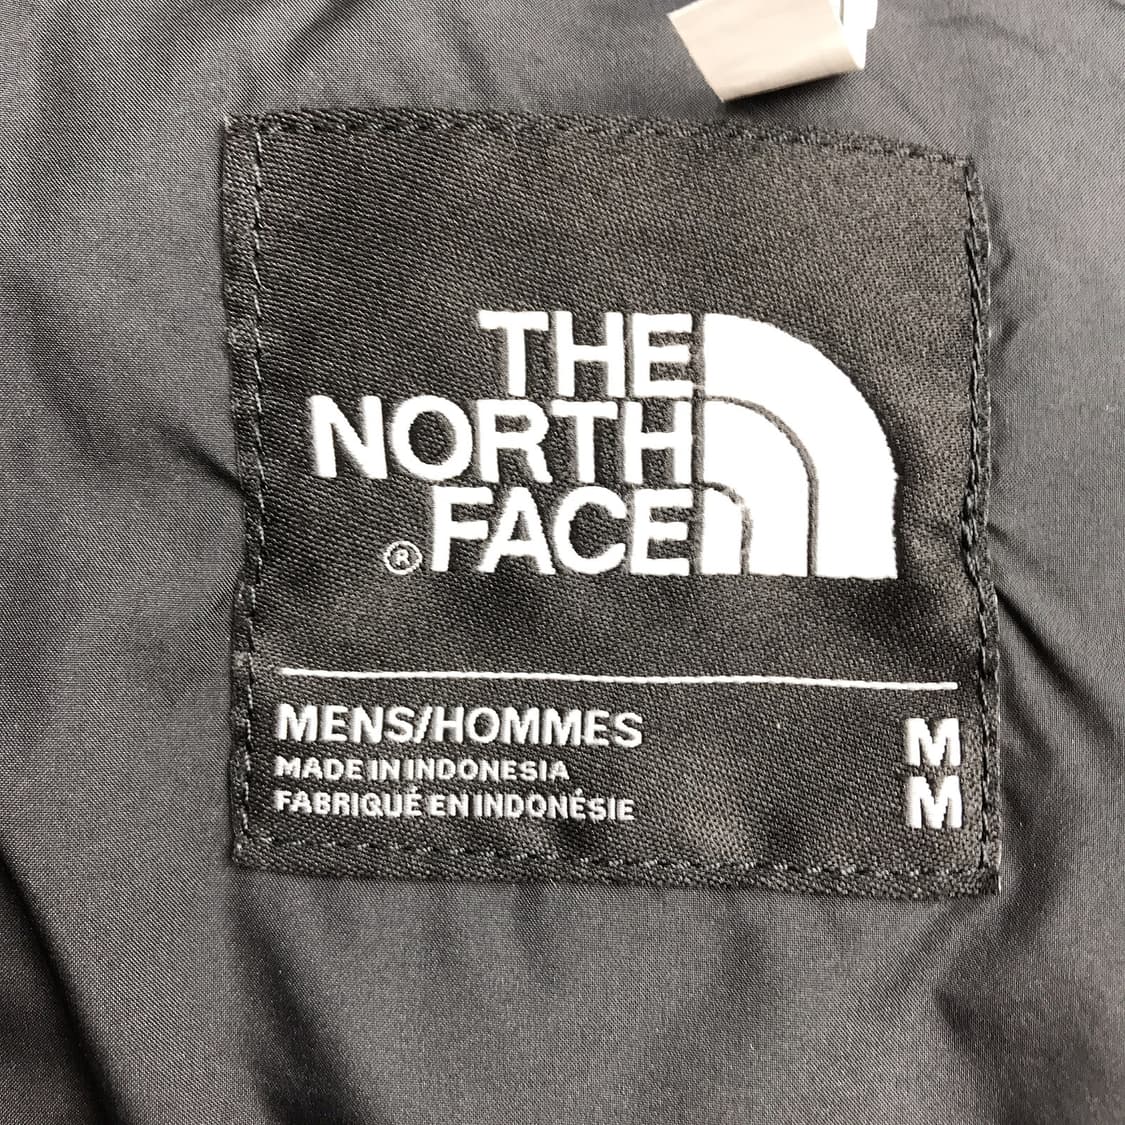 THE
NORTH
® FACE
MENS/HOMMES M
MADE IN INDONESIA
FABRIQUÉ EN INDONÉSIE M